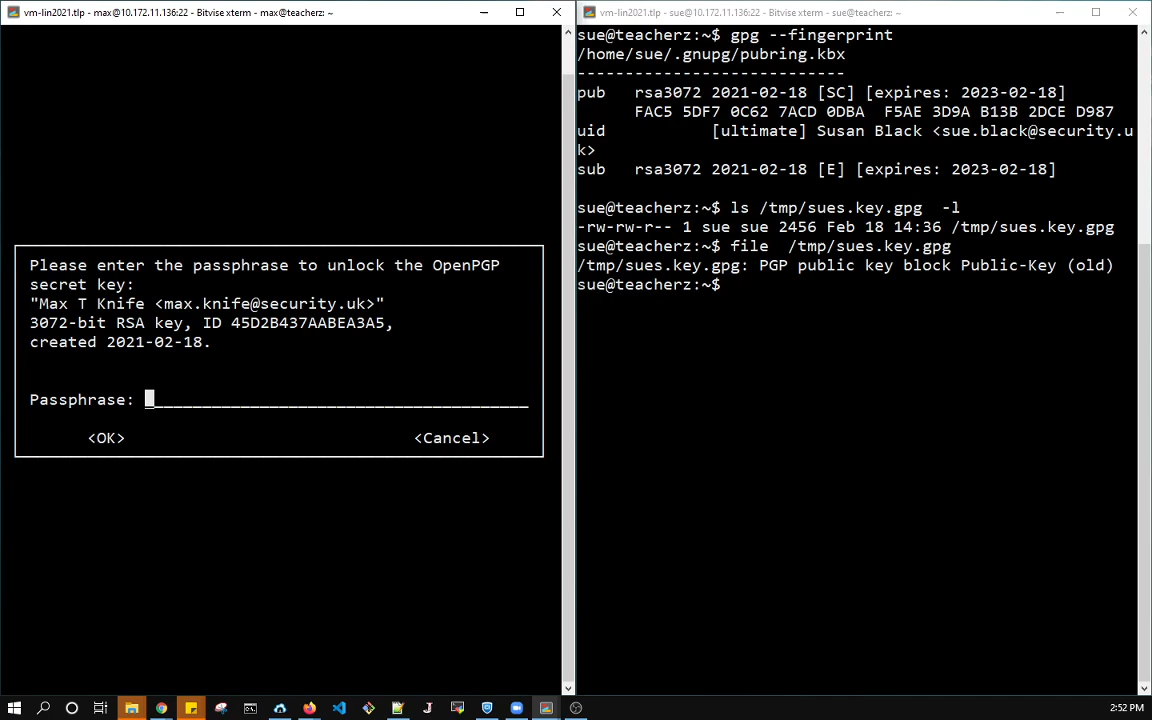 vm-lin2021.tlp - max@10.172.11.136:22 - Bitvise xterm - max@teacherz: ~
Please enter the passphrase to unlock the OpenPGP
secret key:
"Max T Knife <max.knife@security.uk>"
3072-bit RSA key, ID 45D2B437AABEA3A5,
created 2021-02-18.
Passphrase:
<OK> <Cancel>
vm-lin2021.tlp - sue@10.172.11.136:22 - Bitvise xterm - sue@teacherz: ~
sue@teacherz:~$ gpg --fingerprint
/home/sue/.gnupg/pubring.kbx
----------------------------
pub   rsa3072 2021-02-18 [SC] [expires: 2023-02-18]
      FAC5 5DF7 0C62 7ACD 0DBA  F5AE 3D9A B13B 2DCE D987
uid           [ultimate] Susan Black <sue.black@security.u
k>
sub   rsa3072 2021-02-18 [E] [expires: 2023-02-18]
sue@teacherz:~$ ls /tmp/sues.key.gpg  -l
-rw-rw-r-- 1 sue sue 2456 Feb 18 14:36 /tmp/sues.key.gpg
sue@teacherz:~$ file  /tmp/sues.key.gpg
/tmp/sues.key.gpg: PGP public key block Public-Key (old)
sue@teacherz:~$
2:52 PM